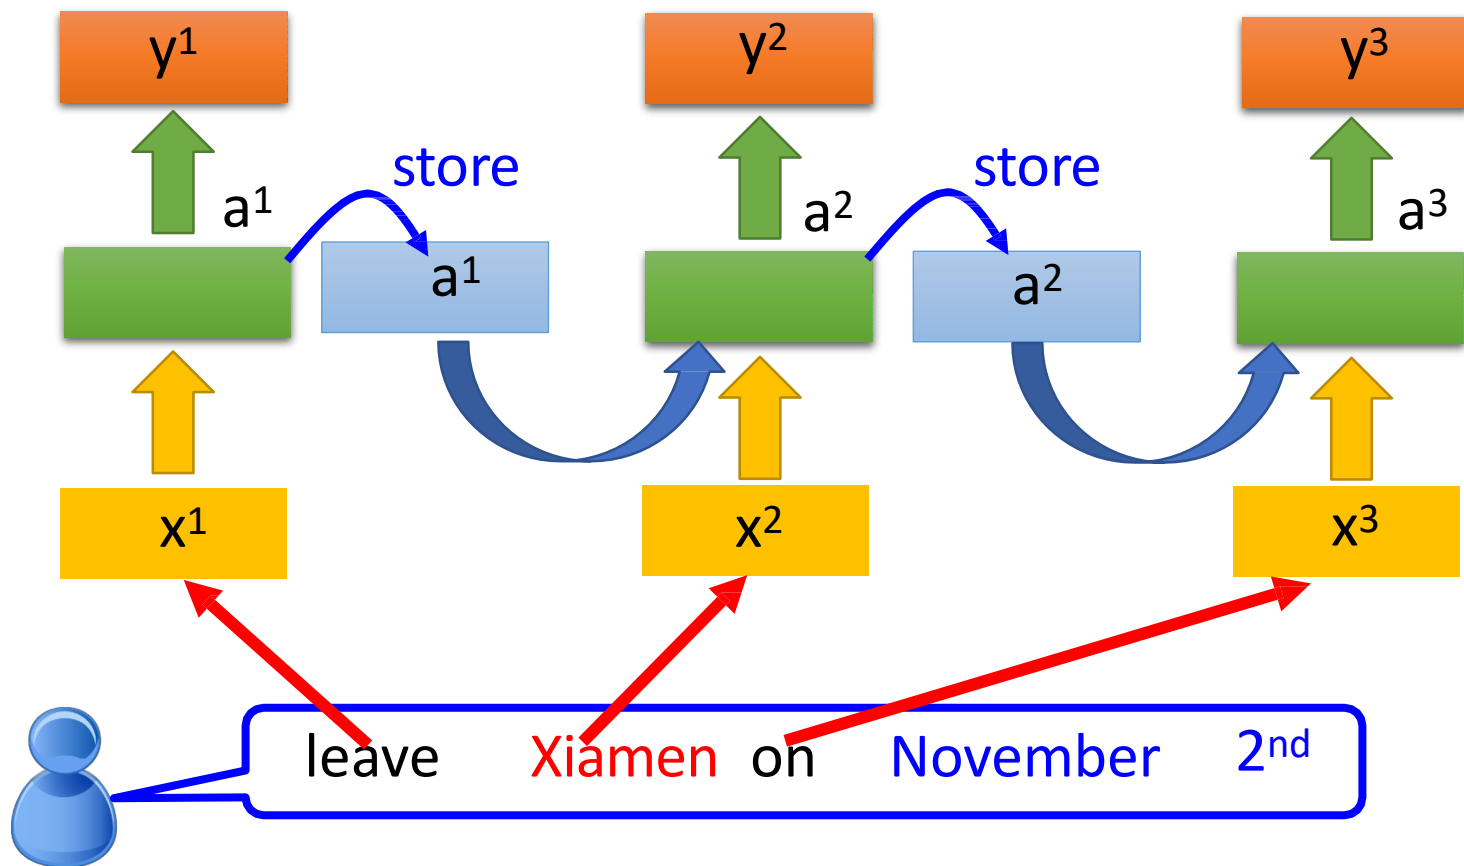 y¹ y² y³
store store
a¹ a² a³
a¹ a²
x¹ x² x³
leave Xiamen on November 2ⁿᵈ